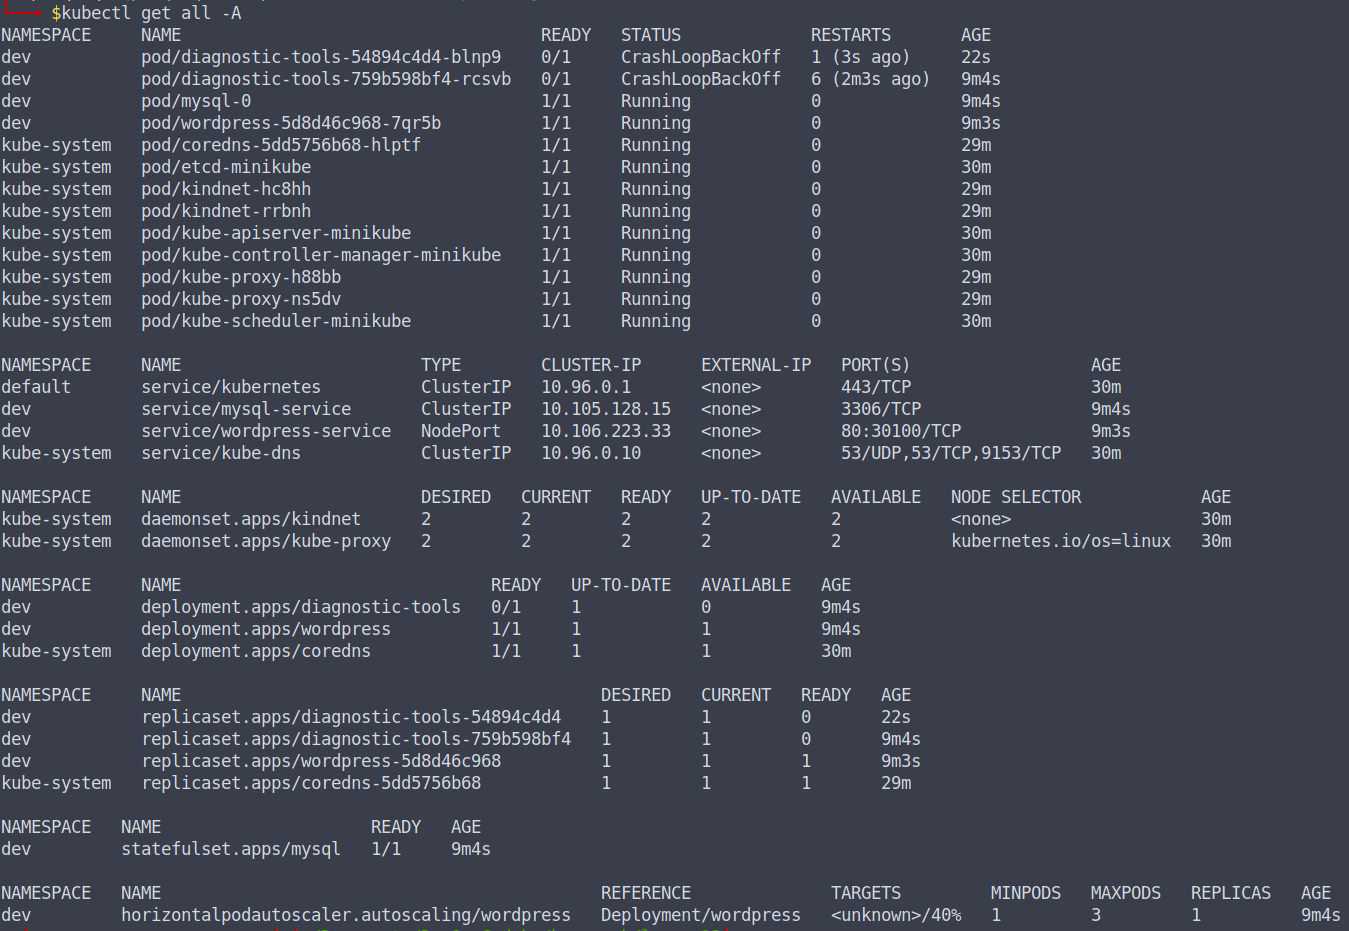 $kubectl get all -A
NAMESPACE     NAME                                    READY   STATUS             RESTARTS       AGE
dev           pod/diagnostic-tools-54894c4d4-blnp9    0/1     CrashLoopBackOff   1 (3s ago)     22s
dev           pod/diagnostic-tools-759b598bf4-rcsvb   0/1     CrashLoopBackOff   6 (2m3s ago)   9m4s
dev           pod/mysql-0                             1/1     Running            0              9m4s
dev           pod/wordpress-5d8d46c968-7qr5b          1/1     Running            0              9m3s
kube-system   pod/coredns-5dd5756b68-hlptf            1/1     Running            0              29m
kube-system   pod/etcd-minikube                       1/1     Running            0              30m
kube-system   pod/kindnet-hc8hh                       1/1     Running            0              29m
kube-system   pod/kindnet-rrbnh                       1/1     Running            0              29m
kube-system   pod/kube-apiserver-minikube             1/1     Running            0              30m
kube-system   pod/kube-controller-manager-minikube    1/1     Running            0              30m
kube-system   pod/kube-proxy-h88bb                    1/1     Running            0              29m
kube-system   pod/kube-proxy-ns5dv                    1/1     Running            0              29m
kube-system   pod/kube-scheduler-minikube             1/1     Running            0              30m

NAMESPACE     NAME                        TYPE        CLUSTER-IP      EXTERNAL-IP   PORT(S)                  AGE
default       service/kubernetes          ClusterIP   10.96.0.1       <none>        443/TCP                  30m
dev           service/mysql-service       ClusterIP   10.105.128.15   <none>        3306/TCP                 9m4s
dev           service/wordpress-service   NodePort    10.106.223.33   <none>        80:30100/TCP             9m3s
kube-system   service/kube-dns            ClusterIP   10.96.0.10      <none>        53/UDP,53/TCP,9153/TCP   30m

NAMESPACE     NAME                        DESIRED   CURRENT   READY   UP-TO-DATE   AVAILABLE   NODE SELECTOR            AGE
kube-system   daemonset.apps/kindnet      2         2         2       2            2           <none>                   30m
kube-system   daemonset.apps/kube-proxy   2         2         2       2            2           kubernetes.io/os=linux   30m

NAMESPACE     NAME                               READY   UP-TO-DATE   AVAILABLE   AGE
dev           deployment.apps/diagnostic-tools   0/1     1            0           9m4s
dev           deployment.apps/wordpress          1/1     1            1           9m4s
kube-system   deployment.apps/coredns            1/1     1            1           30m

NAMESPACE     NAME                                          DESIRED   CURRENT   READY   AGE
dev           replicaset.apps/diagnostic-tools-54894c4d4    1         1         0       22s
dev           replicaset.apps/diagnostic-tools-759b598bf4   1         1         0       9m4s
dev           replicaset.apps/wordpress-5d8d46c968          1         1         1       9m3s
kube-system   replicaset.apps/coredns-5dd5756b68            1         1         1       29m

NAMESPACE   NAME                     READY   AGE
dev         statefulset.apps/mysql   1/1     9m4s

NAMESPACE   NAME                                            REFERENCE              TARGETS         MINPODS   MAXPODS   REPLICAS   AGE
dev         horizontalpodautoscaler.autoscaling/wordpress   Deployment/wordpress   <unknown>/40%   1         3         1          9m4s